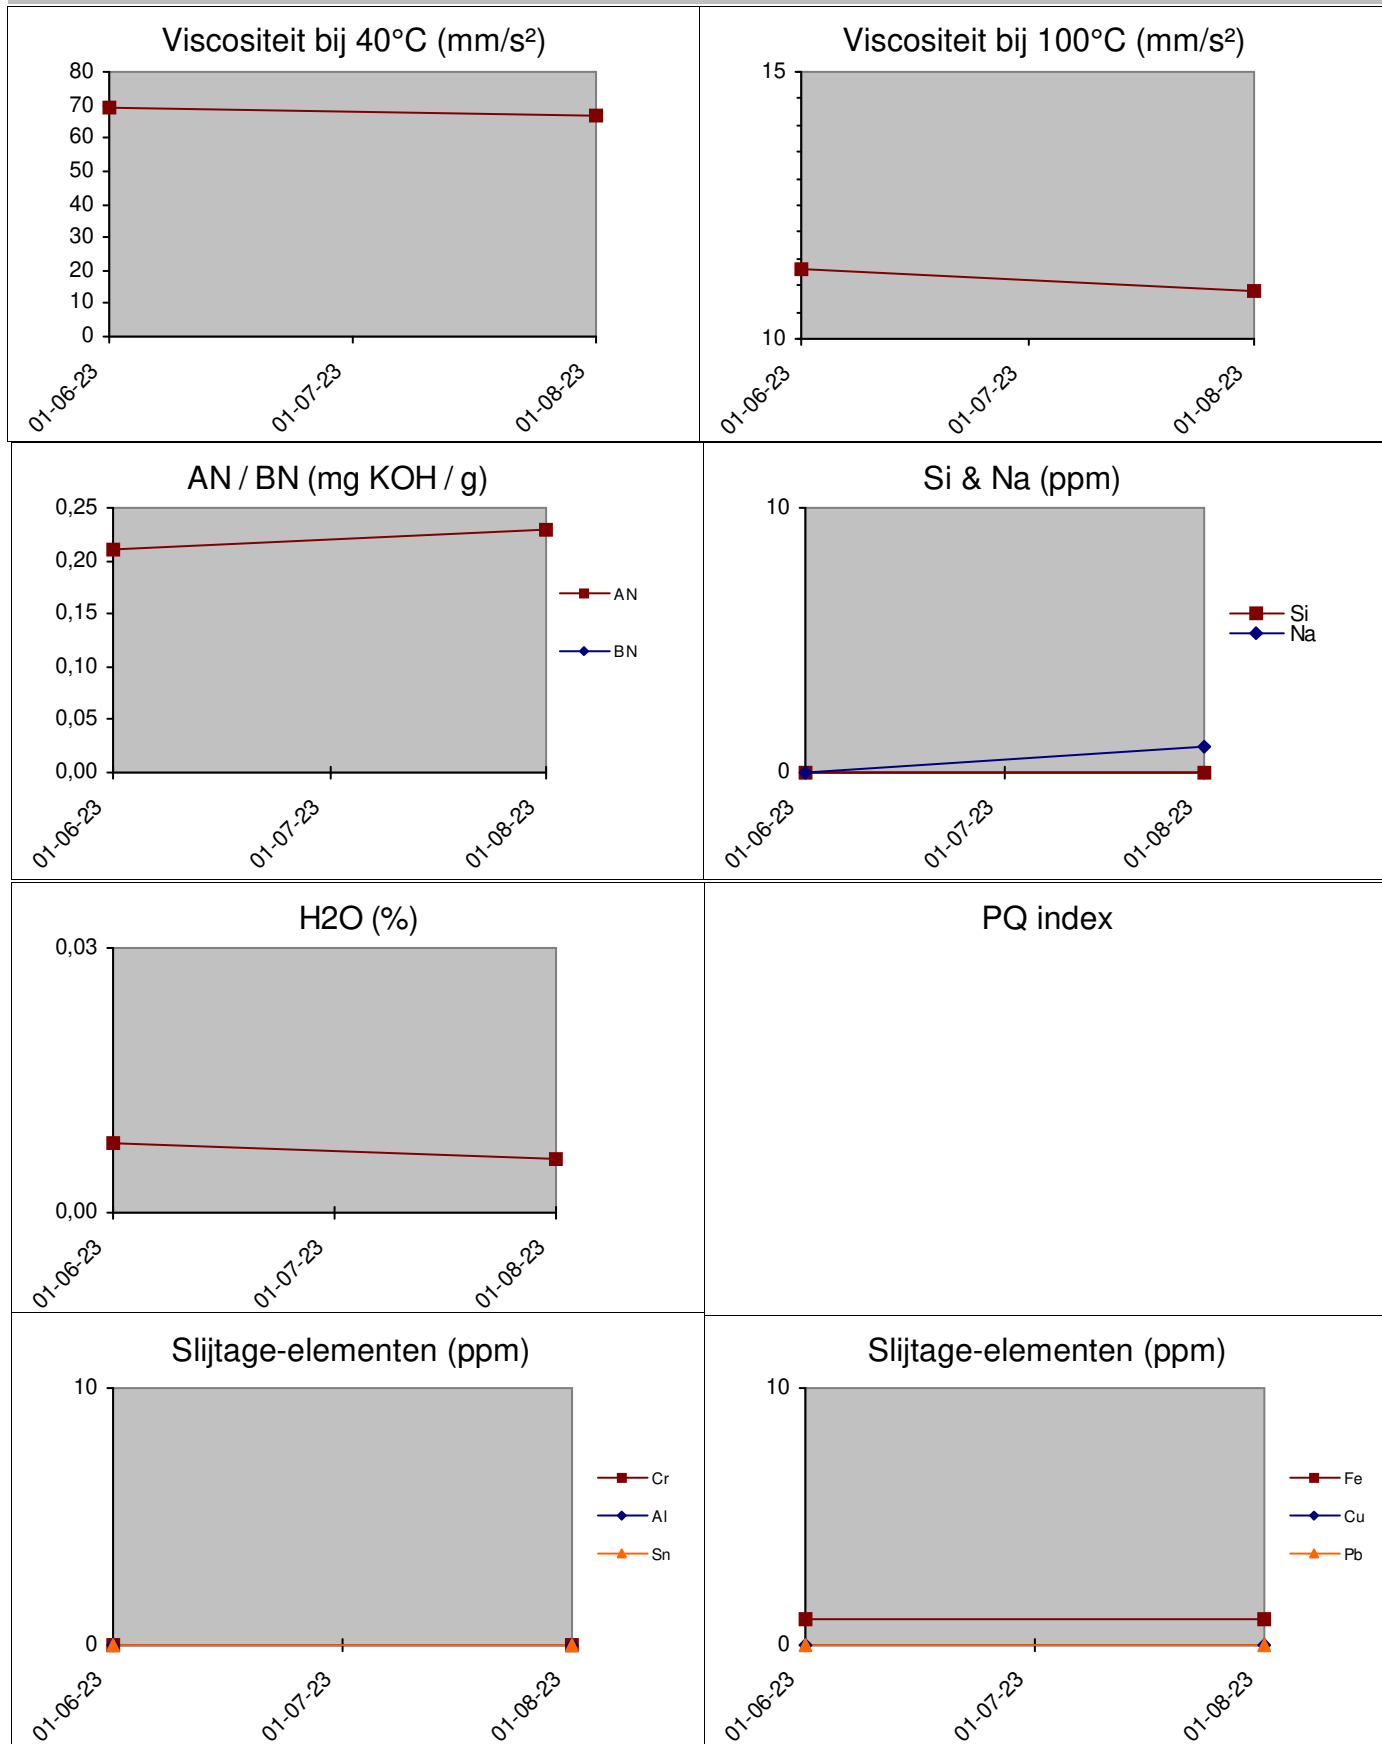 Viscositeit bij 40°C (mm/s²)
80
70
60
50
40
30
20
10
0
01-06-23
01-07-23
01-08-23
Viscositeit bij 100°C (mm/s²)
15
10
01-06-23
01-07-23
01-08-23
AN / BN (mg KOH / g)
0,25
0,20
0,15
0,10
0,05
0,00
01-06-23
01-07-23
01-08-23
AN
BN
Si & Na (ppm)
10
0
01-06-23
01-07-23
01-08-23
Si
Na
H2O (%)
0,03
0,00
01-06-23
01-07-23
01-08-23
PQ index
Slijtage-elementen (ppm)
10
0
01-06-23
01-07-23
01-08-23
Cr
Al
Sn
Slijtage-elementen (ppm)
10
0
01-06-23
01-07-23
01-08-23
Fe
Cu
Pb